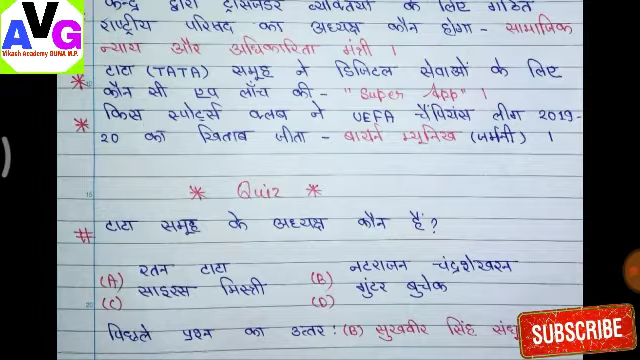 AVG
Vikash Academy DUNA M.P.
केन्द्र द्वारा ट्रांसजेंडर व्यक्तियों के लिए गठित
राष्ट्रीय परिषद का अध्यक्ष कौन होगा - सामाजिक
न्याय और अधिकारिता मंत्री ।
* टाटा (TATA) समूह ने डिजिटल सेवाओं के लिए
कौन सी एप लॉंच की - "Super App" ।
* किस स्पोर्ट्स क्लब ने UEFA चैंपियंस लीग 2019-
20 का खिताब जीता - बायर्न म्यूनिख (जर्मनी) ।
15
* Quiz *
# टाटा समूह के अध्यक्ष कौन हैं?
(A) रतन टाटा (B) नटराजन चंद्रशेखरन
(C) साइरस मिस्त्री (D) गुंटर बुचेक
20
पिछले प्रश्न का उत्तर : (B) सुखबीर सिंह संधू
SUBSCRIBE